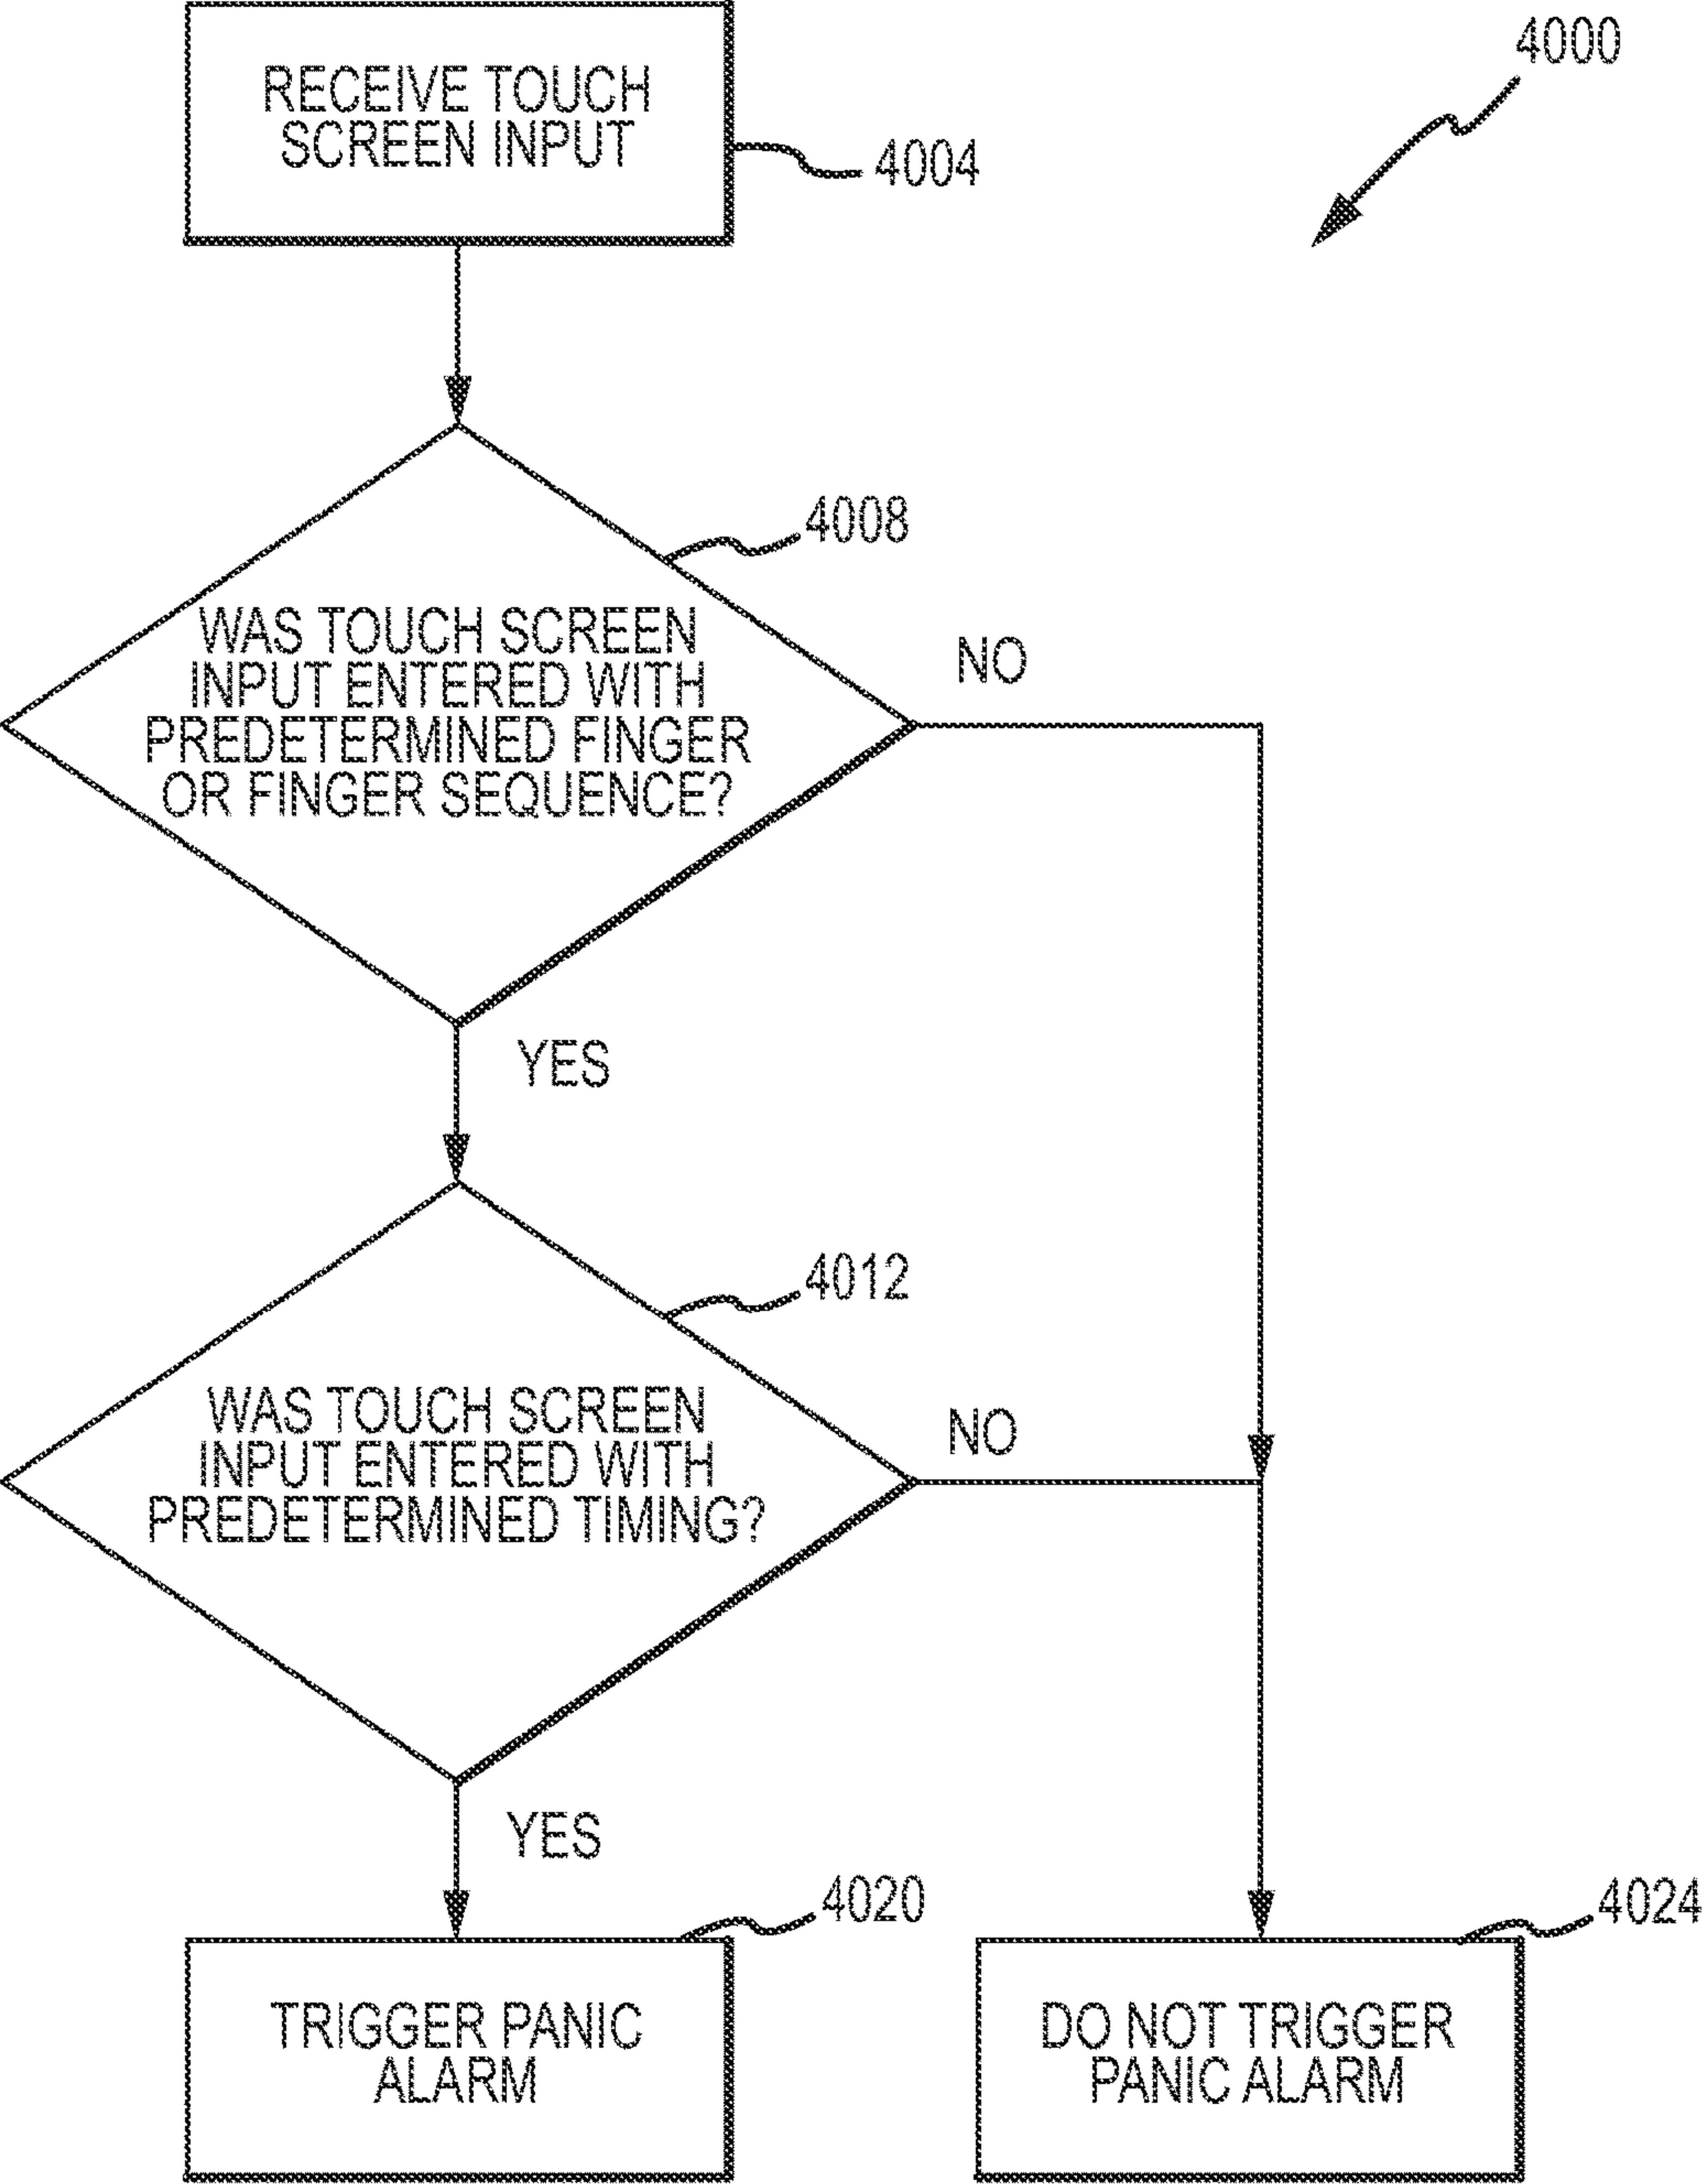 4000
RECEIVE TOUCH
SCREEN INPUT
4004
4008
WAS TOUCH SCREEN
INPUT ENTERED WITH
PREDETERMINED FINGER
OR FINGER SEQUENCE?
NO
YES
4012
WAS TOUCH SCREEN
INPUT ENTERED WITH
PREDETERMINED TIMING?
NO
YES
4020
TRIGGER PANIC
ALARM
4024
DO NOT TRIGGER
PANIC ALARM